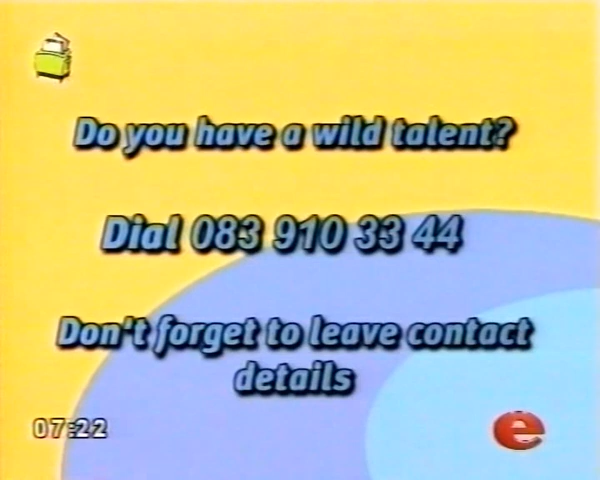 Do you have a wild talent?
Dial 083 910 33 44
Don't forget to leave contact
details
07:22
e